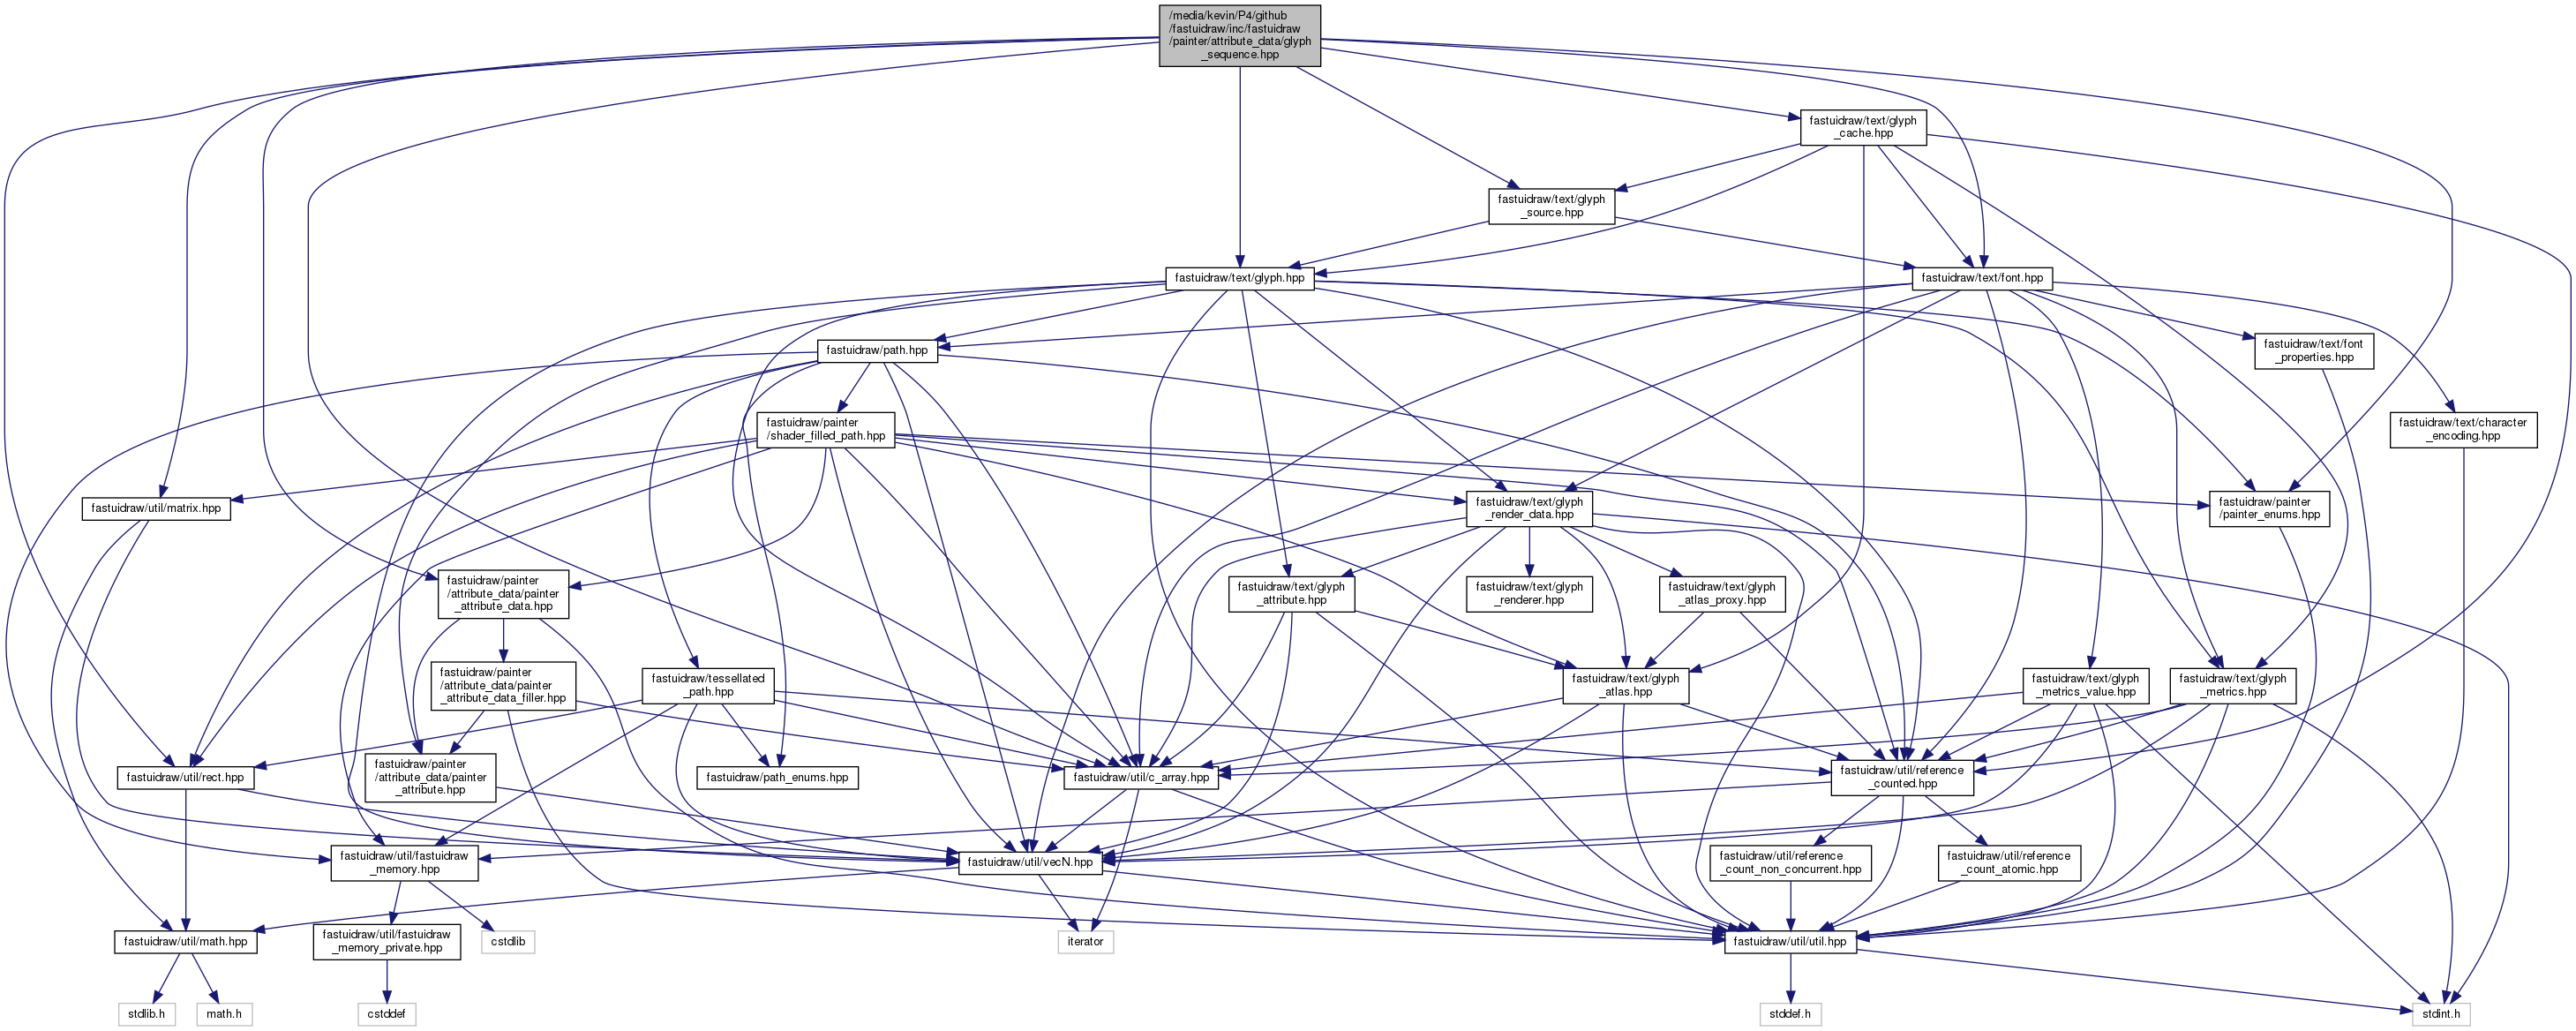 /media/kevin/P4/github
/fastuidraw/inc/fastuidraw
/painter/attribute_data/glyph
_sequence.hpp
fastuidraw/text/glyph
_cache.hpp
fastuidraw/text/glyph
_source.hpp
fastuidraw/text/glyph.hpp
fastuidraw/text/font.hpp
fastuidraw/path.hpp
fastuidraw/text/font
_properties.hpp
fastuidraw/painter
/shader_filled_path.hpp
fastuidraw/text/character
_encoding.hpp
fastuidraw/util/matrix.hpp
fastuidraw/text/glyph
_render_data.hpp
fastuidraw/painter
/painter_enums.hpp
fastuidraw/painter
/attribute_data/painter
_attribute_data.hpp
fastuidraw/text/glyph
_attribute.hpp
fastuidraw/text/glyph
_renderer.hpp
fastuidraw/text/glyph
_atlas_proxy.hpp
fastuidraw/painter
/attribute_data/painter
_attribute_data_filler.hpp
fastuidraw/tessellated
_path.hpp
fastuidraw/text/glyph
_atlas.hpp
fastuidraw/text/glyph
_metrics_value.hpp
fastuidraw/text/glyph
_metrics.hpp
fastuidraw/util/rect.hpp
fastuidraw/painter
/attribute_data/painter
_attribute.hpp
fastuidraw/path_enums.hpp
fastuidraw/util/c_array.hpp
fastuidraw/util/reference
_counted.hpp
fastuidraw/util/fastuidraw
_memory.hpp
fastuidraw/util/vecN.hpp
fastuidraw/util/reference
_count_non_concurrent.hpp
fastuidraw/util/reference
_count_atomic.hpp
fastuidraw/util/math.hpp
fastuidraw/util/fastuidraw
_memory_private.hpp
cstdlib
iterator
fastuidraw/util/util.hpp
stdlib.h
math.h
cstddef
stddef.h
stdint.h